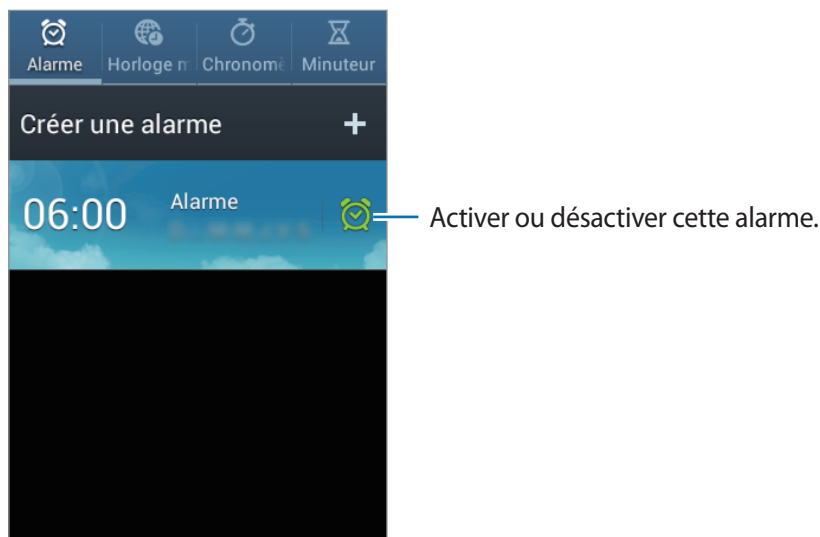 Alarme
Horloge m
Chronomè
Minuteur
Créer une alarme
06:00
Alarme
Activer ou désactiver cette alarme.